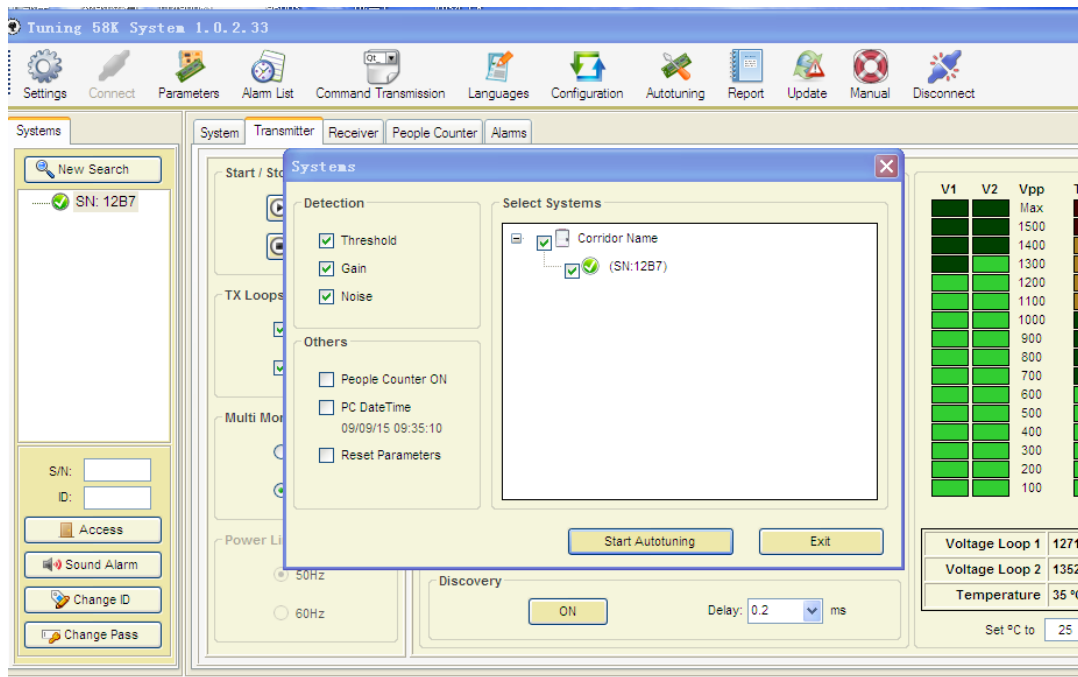 Tuning 58K System 1.0.2.33
Settings Connect Parameters Alarm List Command Transmission Languages Configuration Autotuning Report Update Manual Disconnect
Systems
New Search
SN: 12B7
S/N:
ID:
Access
Sound Alarm
Change ID
Change Pass
System Transmitter Receiver People Counter Alarms
Start / Sto
TX Loops
Multi Mor
Power Li
50Hz
60Hz
Systems
Detection
Threshold
Gain
Noise
Others
People Counter ON
PC DateTime
09/09/15 09:35:10
Reset Parameters
Select Systems
Corridor Name
(SN:12B7)
Start Autotuning Exit
Discovery
ON Delay: 0.2 ms
V1 V2 Vpp
Max
1500
1400
1300
1200
1100
1000
900
800
700
600
500
400
300
200
100
Voltage Loop 1 1271
Voltage Loop 2 1352
Temperature 35 º
Set ºC to 25